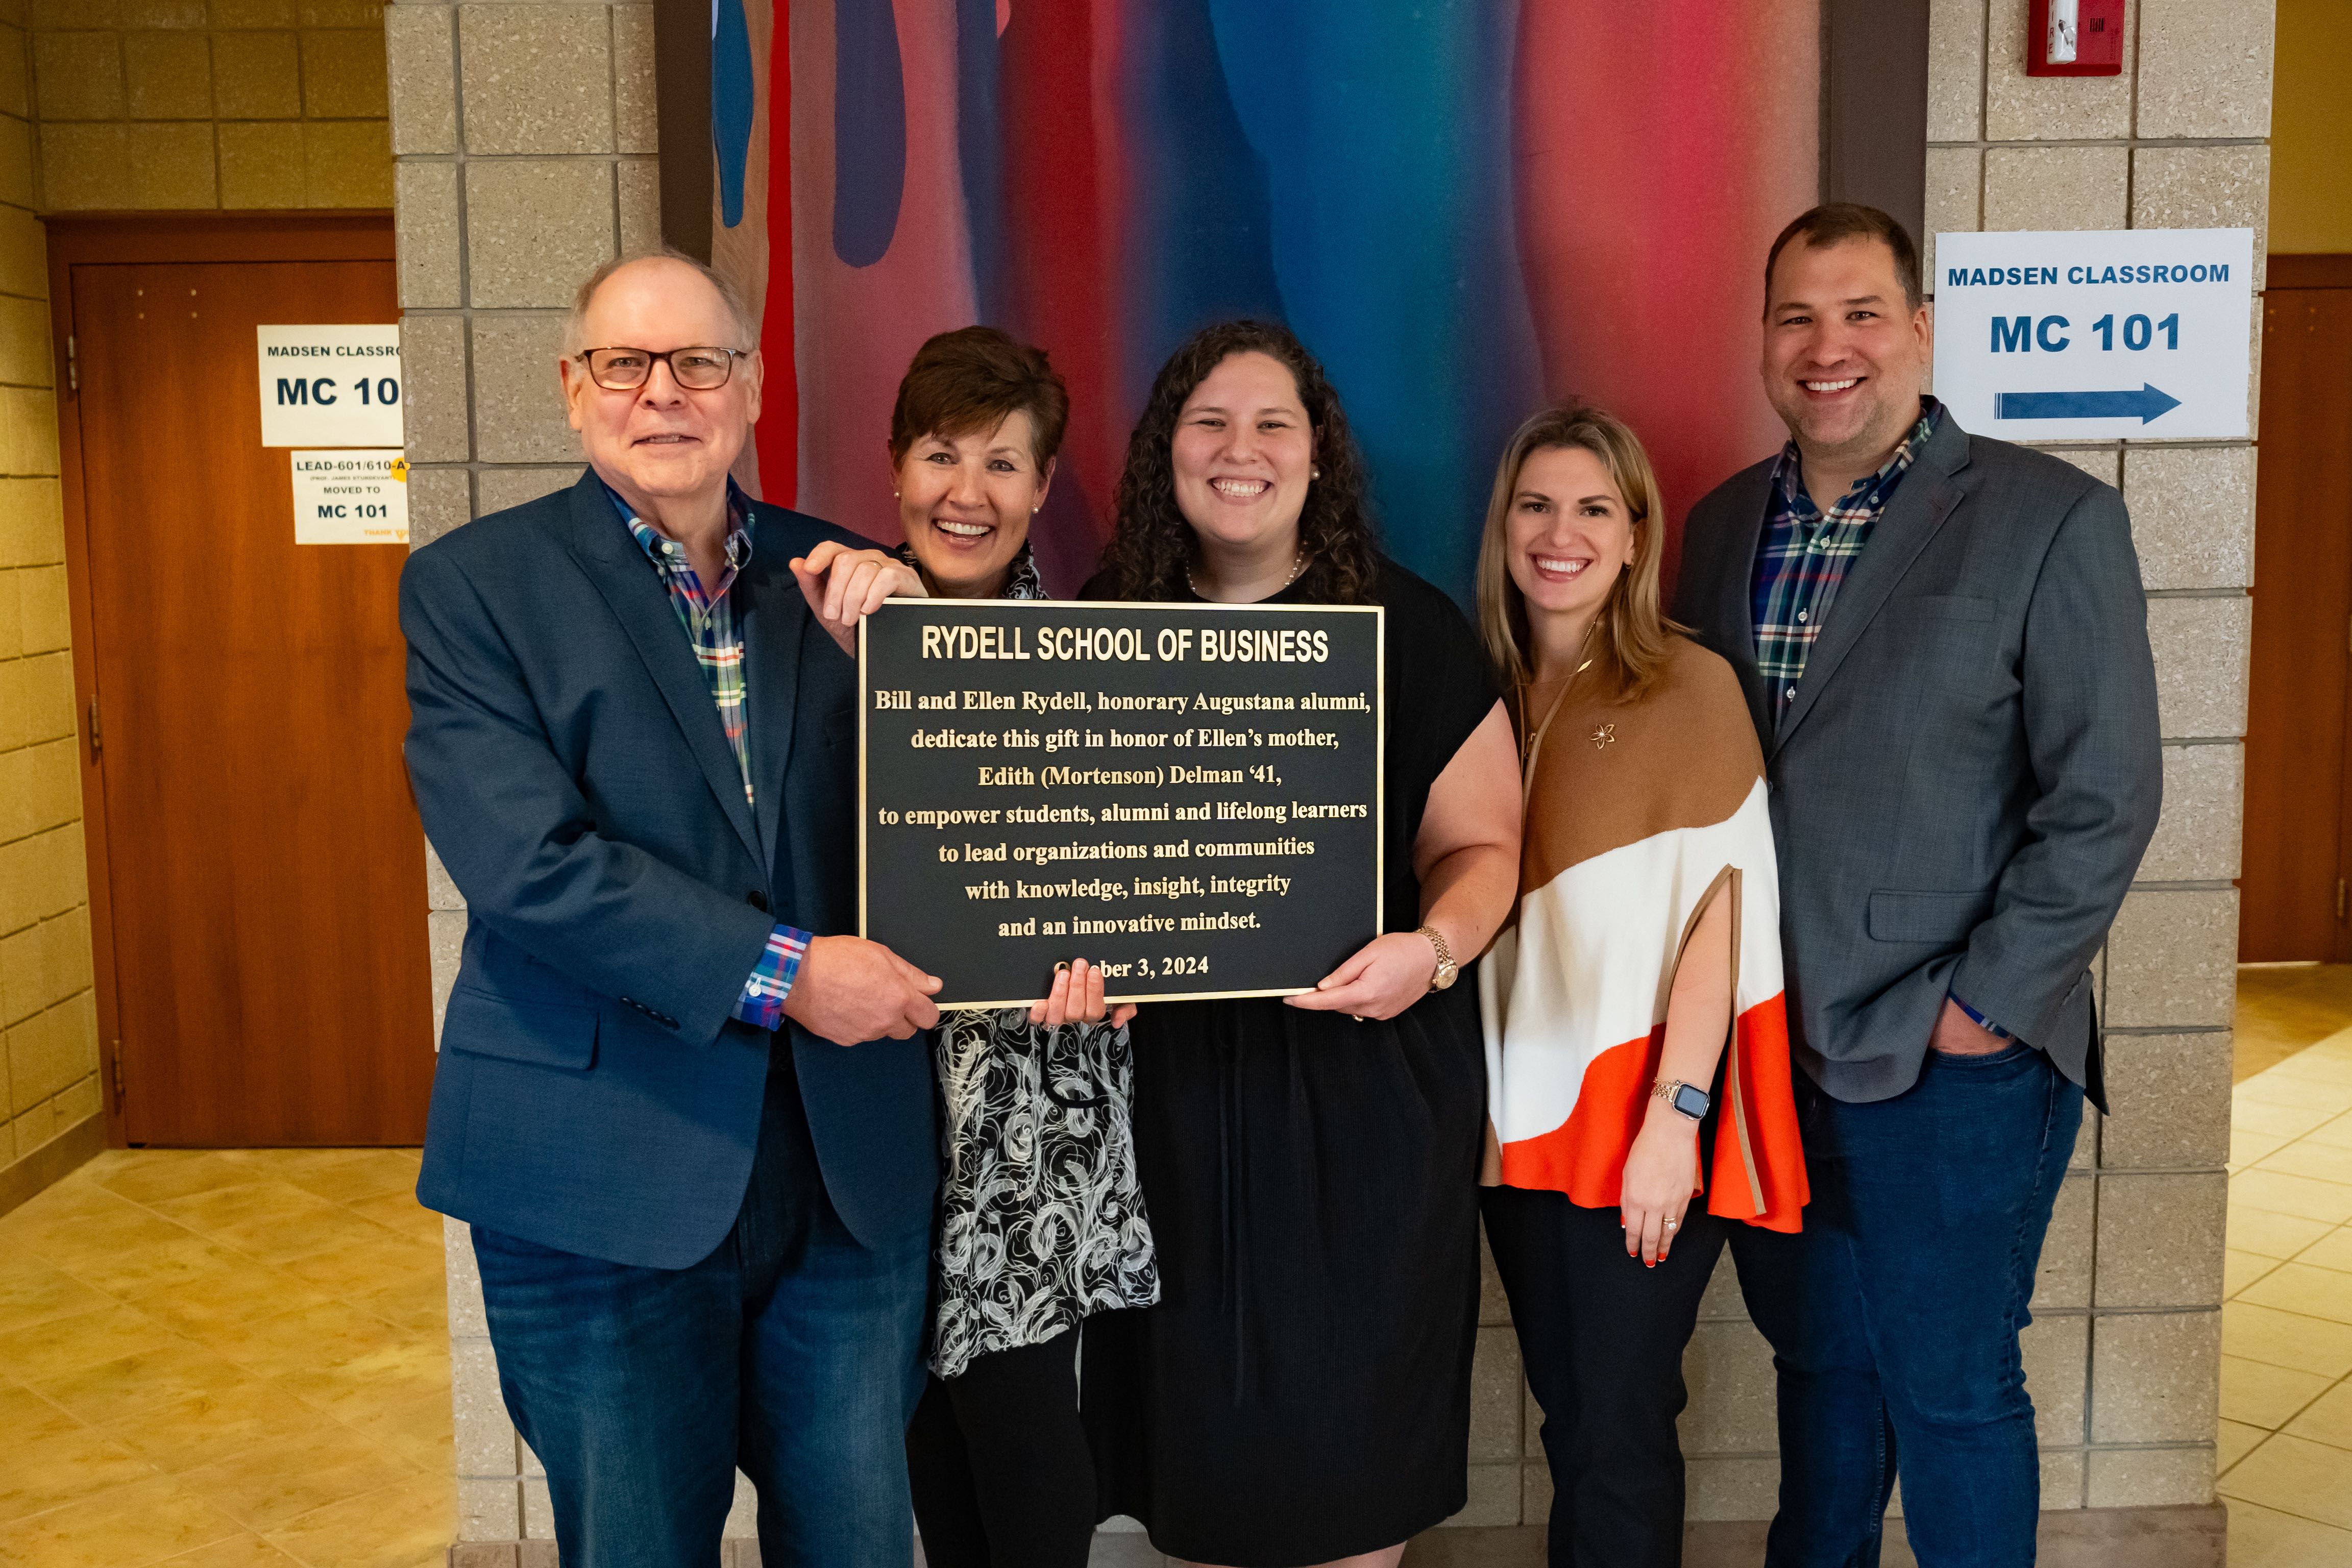 FIRE
MADSEN CLASSROOM
MC 101
MADSEN CLASSRO
MC 10
LEAD-601/610-A
MOVED TO
MC 101
THANK
RYDELL SCHOOL OF BUSINESS
Bill and Ellen Rydell, honorary Augustana alumni,
dedicate this gift in honor of Ellen's mother,
Edith (Mortenson) Delman ‘41,
to empower students, alumni and lifelong learners
to lead organizations and communities
with knowledge, insight, integrity
and an innovative mindset.
ber 3, 2024